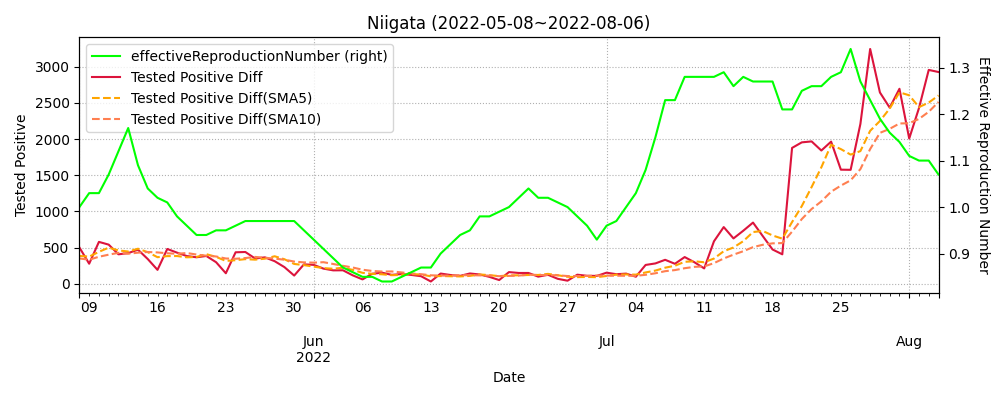 Niigata (2022-05-08~2022-08-06)
effectiveReproductionNumber (right)
Tested Positive Diff
Tested Positive Diff(SMA5)
Tested Positive Diff(SMA10)
Tested Positive
3000
2500
2000
1500
1000
500
0
1.3
1.2
1.1
1.0
0.9
Effective Reproduction Number
09 16 23 30 06 13 20 27 04 11 18 25
Jun Jul Aug
2022
Date